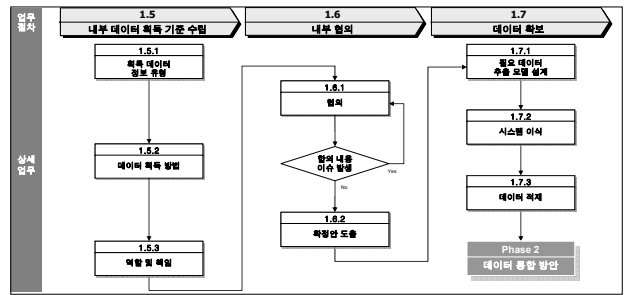 업무
절차
1.5
내부 데이터 획득 기준 수립
1.6
내부 협의
1.7
데이터 확보
상세
업무
1.5.1
획득 데이터
정보 유형
1.5.2
데이터 획득 방법
1.5.3
역할 및 책임
1.6.1
협의
협의 내용
이슈 발생
Yes
No
1.6.2
확정안 도출
1.7.1
필요 데이터
추출 모델 설계
1.7.2
시스템 이식
1.7.3
데이터 적재
Phase 2
데이터 통합 방안